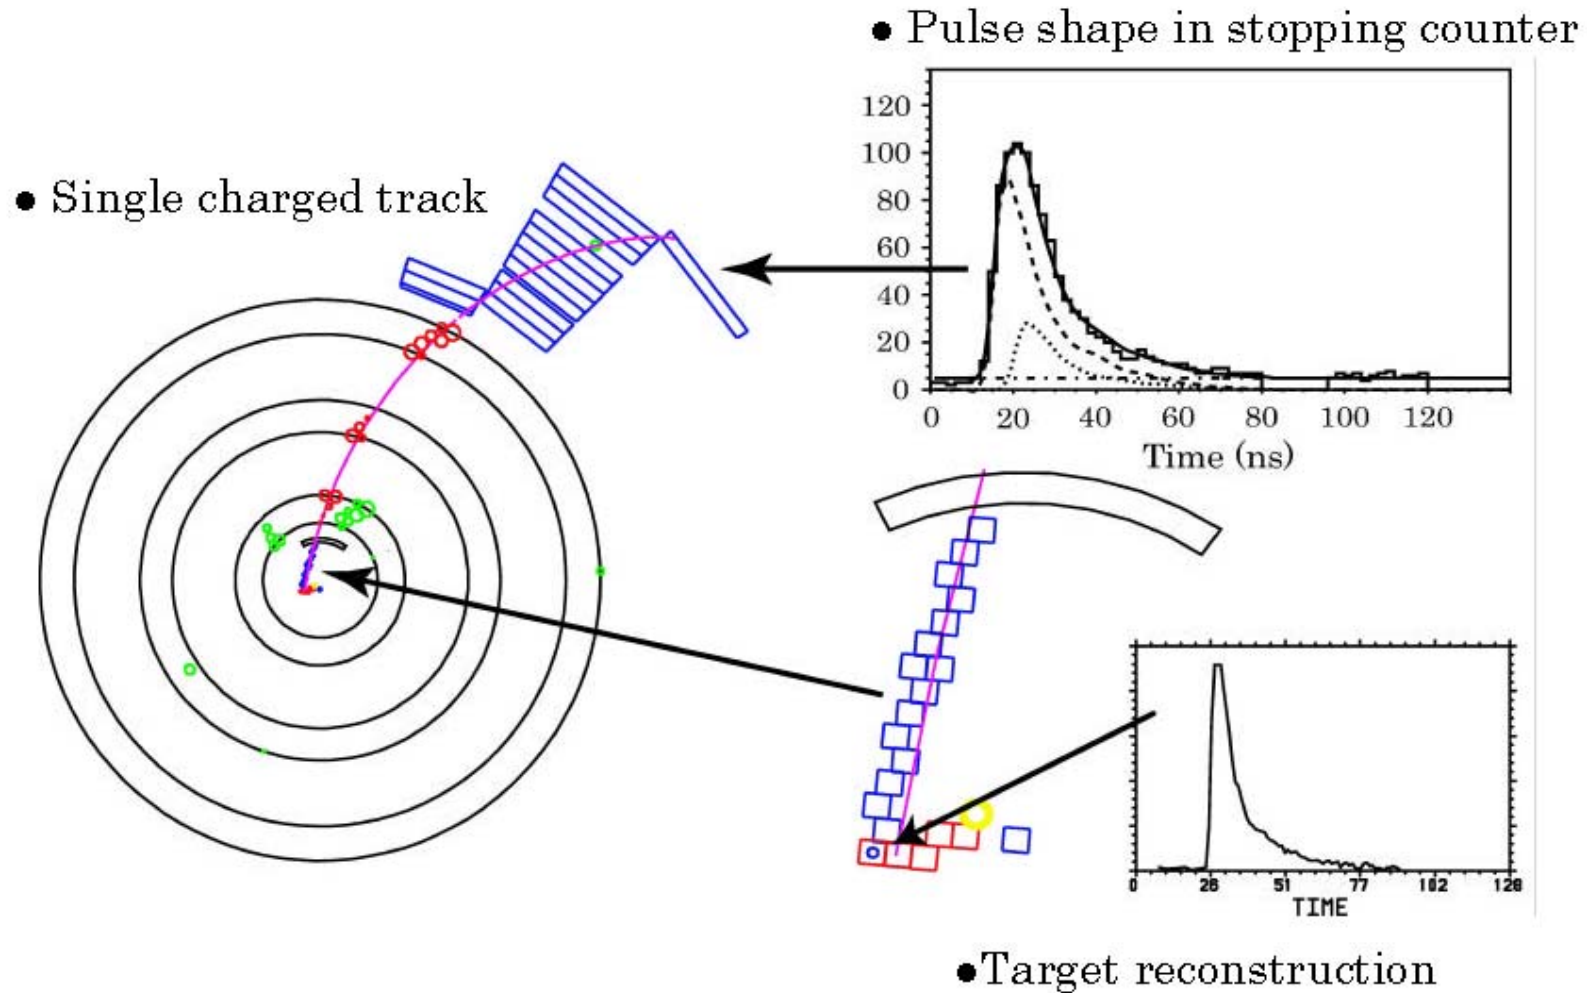 ● Pulse shape in stopping counter
● Single charged track
120
100
80
60
40
20
0
0 20 40 60 80 100 120
Time (ns)
0 26 51 77 102 128
TIME
●Target reconstruction